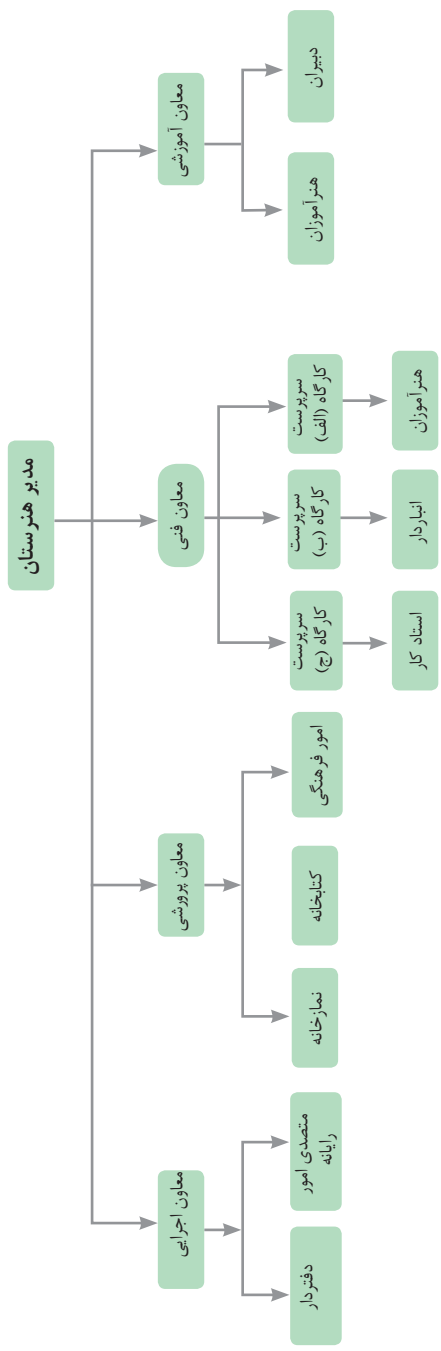 مدیر هنرستان
معاون آموزشی
معاون فنی
معاون پرورشی
معاون اجرایی
دبیران
هنرآموزان
سرپرست
کارگاه (الف)
سرپرست
کارگاه (ب)
سرپرست
کارگاه (ج)
امور فرهنگی
کتابخانه
نمازخانه
متصدی امور
رایانه
دفتردار
هنرآموزان
انباردار
استاد کار